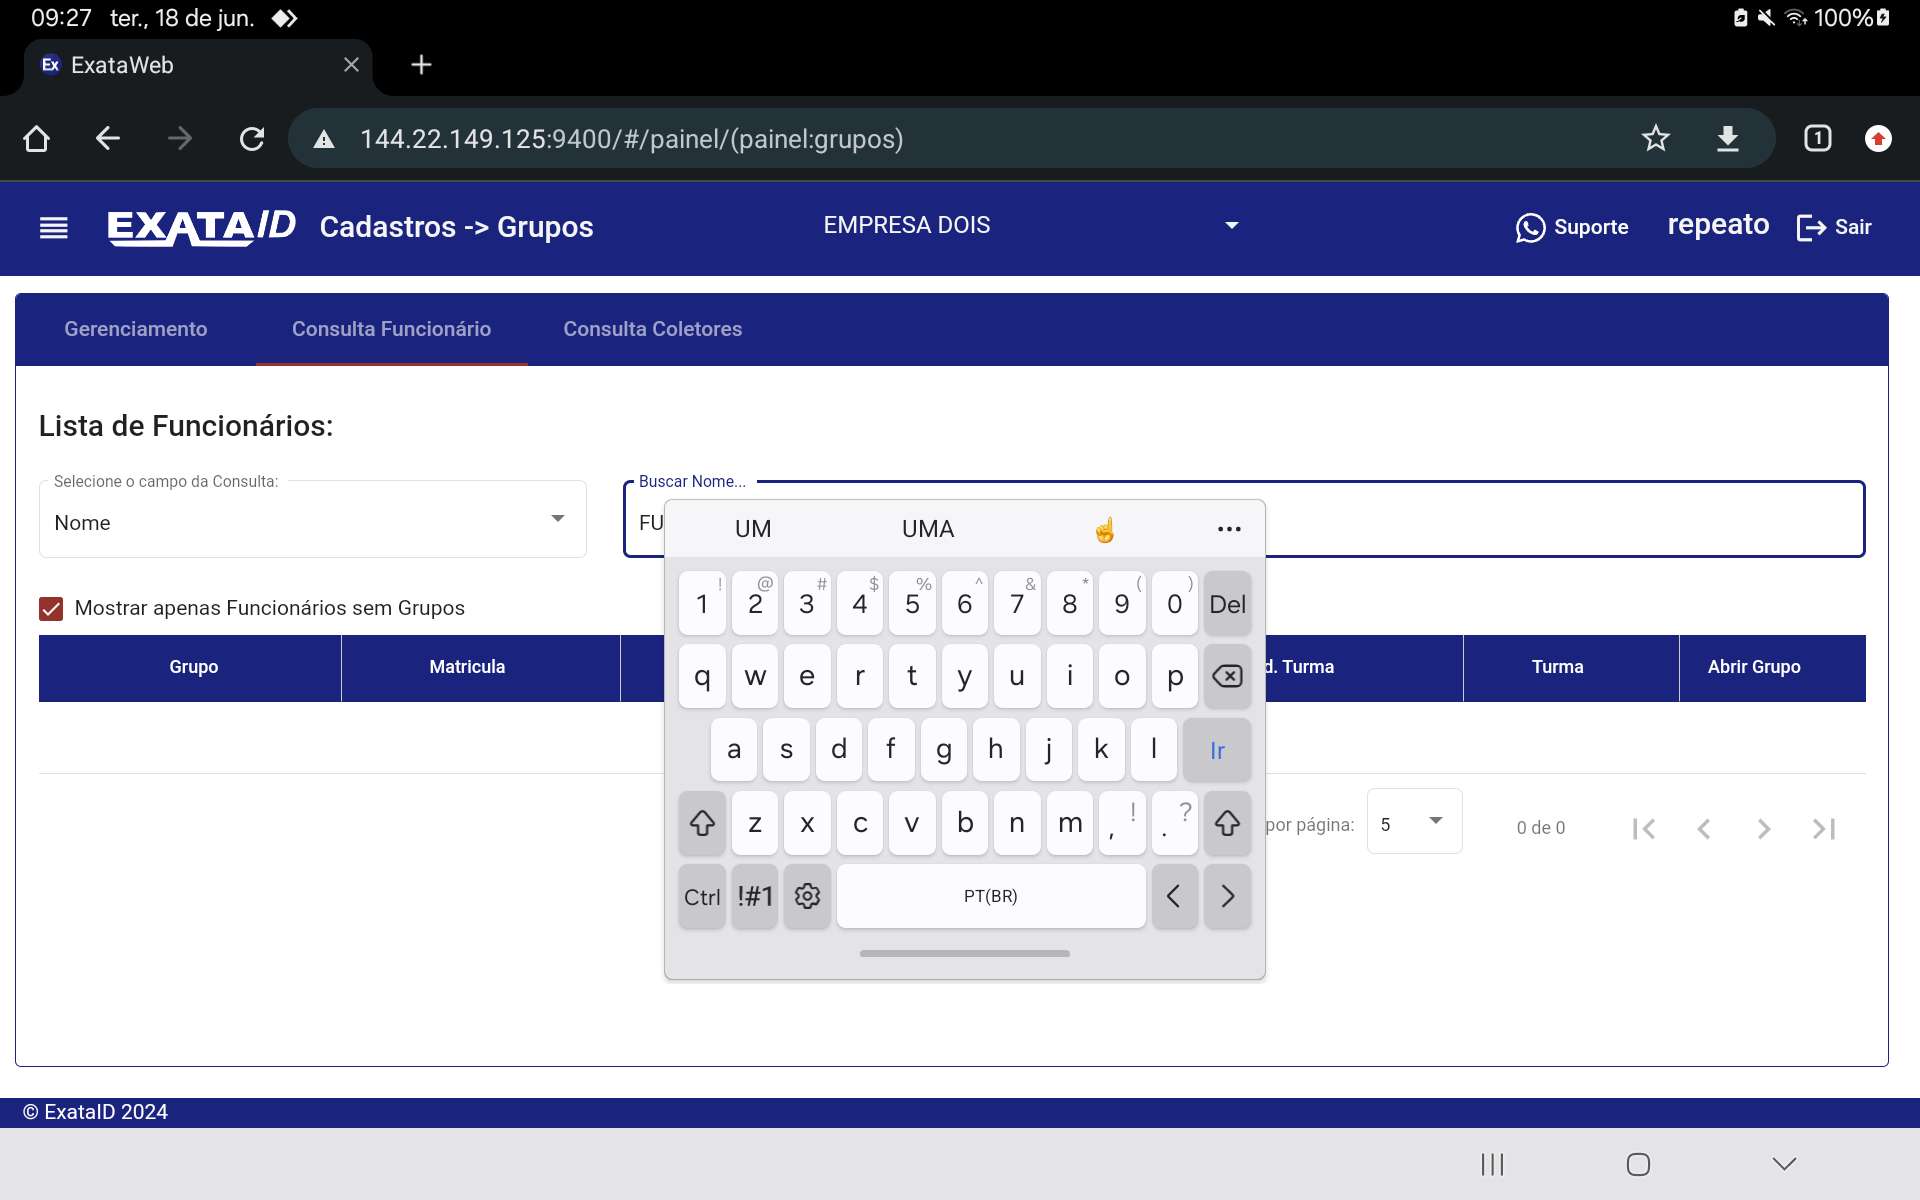 09:27 ter., 18 de jun.
100%
Ex ExataWeb
144.22.149.125:9400/#/painel/(painel:grupos)
1
EXATAID Cadastros -> Grupos EMPRESA DOIS Suporte repeato Sair
Gerenciamento Consulta Funcionário Consulta Coletores
Lista de Funcionários:
Selecione o campo da Consulta: Buscar Nome...
Nome FU
UM UMA ☝ ...
Mostrar apenas Funcionários sem Grupos
Grupo Matricula d. Turma Turma Abrir Grupo
! @ # $ % ^ & * ( )
1 2 3 4 5 6 7 8 9 0 Del
q w e r t y u i o p
a s d f g h j k l Ir
z x c v b n m , ! . ?
Ctrl !#1 PT(BR) < >
por página: 5 0 de 0
© ExataID 2024